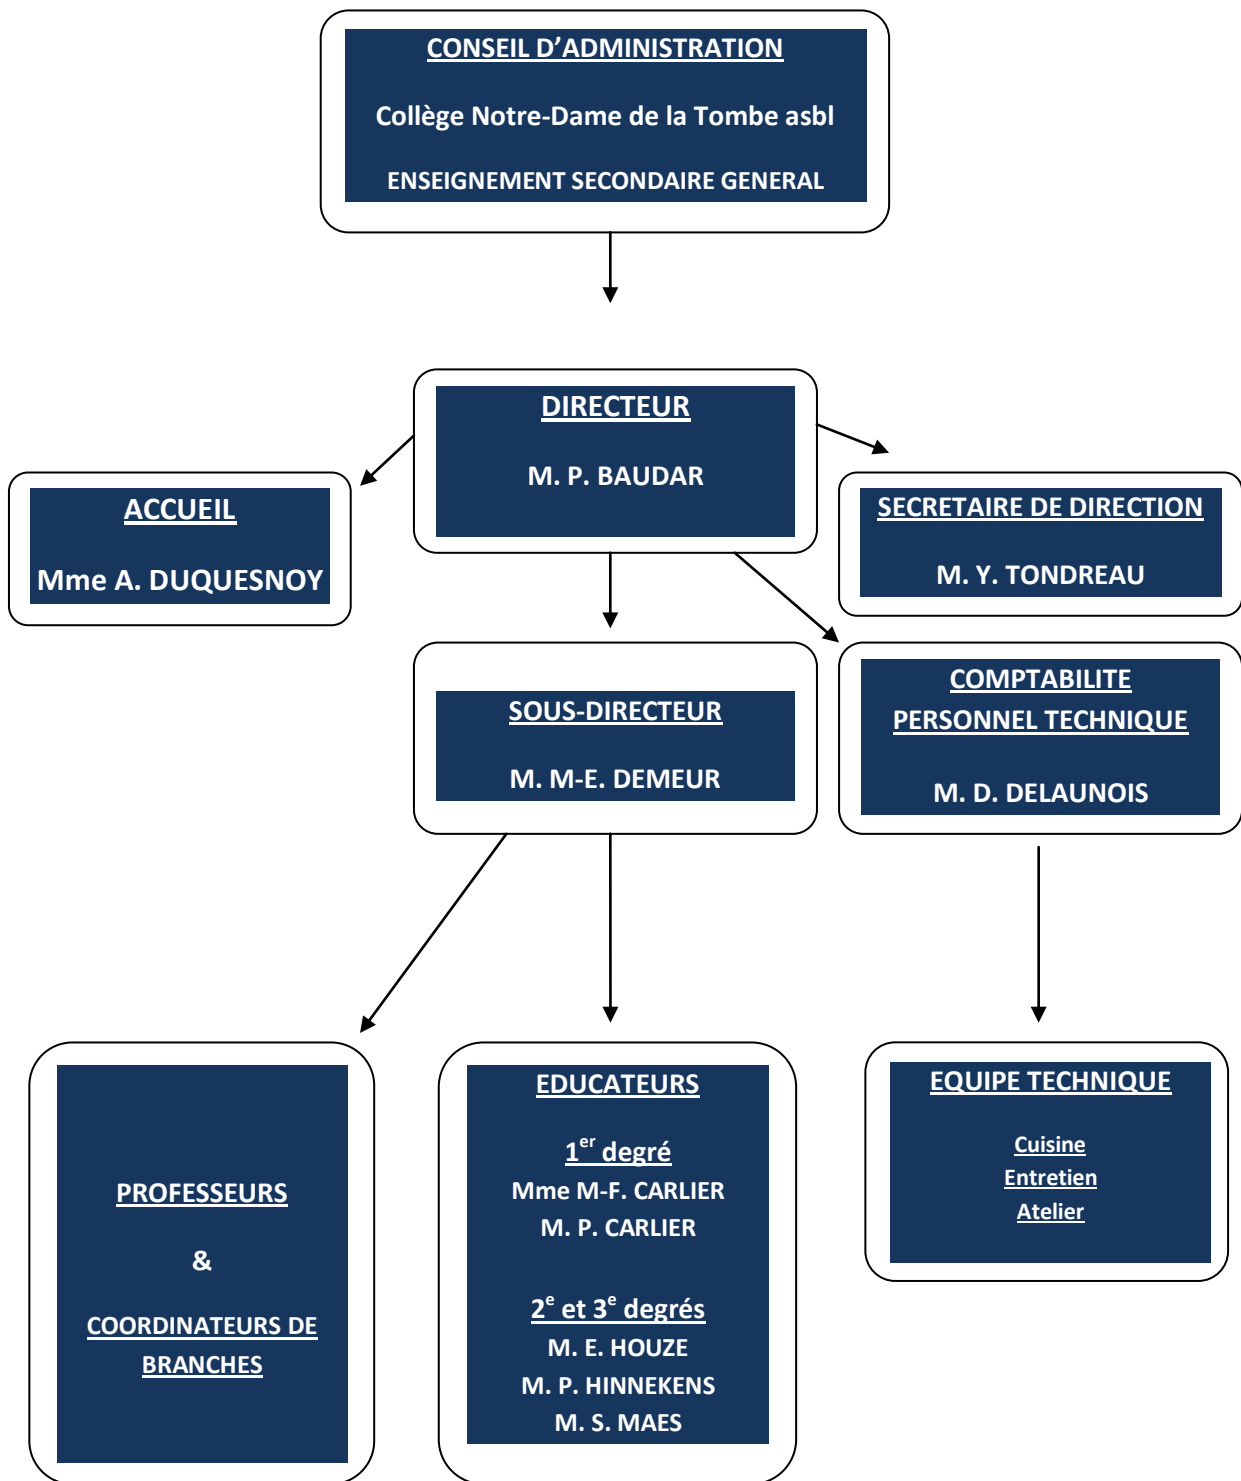 CONSEIL D’ADMINISTRATION
Collège Notre-Dame de la Tombe asbl
ENSEIGNEMENT SECONDAIRE GENERAL
DIRECTEUR
M. P. BAUDAR
ACCUEIL
Mme A. DUQUESNOY
SECRETAIRE DE DIRECTION
M. Y. TONDREAU
SOUS-DIRECTEUR
M. M-E. DEMEUR
COMPTABILITE
PERSONNEL TECHNIQUE
M. D. DELAUNOIS
PROFESSEURS
&
COORDINATEURS DE
BRANCHES
EDUCATEURS
1er degré
Mme M-F. CARLIER
M. P. CARLIER
2e et 3e degrés
M. E. HOUZE
M. P. HINNEKENS
M. S. MAES
EQUIPE TECHNIQUE
Cuisine
Entretien
Atelier